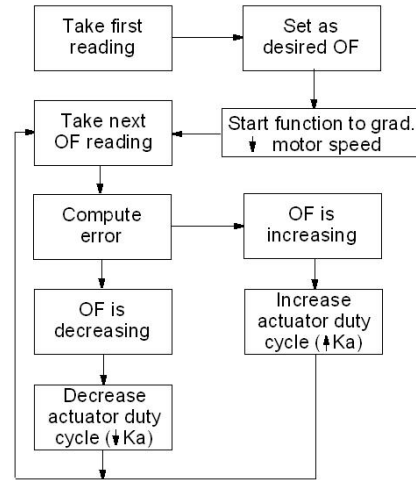 Take first
reading
Set as
desired OF
Start function to grad.
↓ motor speed
Take next
OF reading
Compute
error
OF is
increasing
OF is
decreasing
Increase
actuator duty
cycle (↑Ka)
Decrease
actuator duty
cycle (↓Ka)